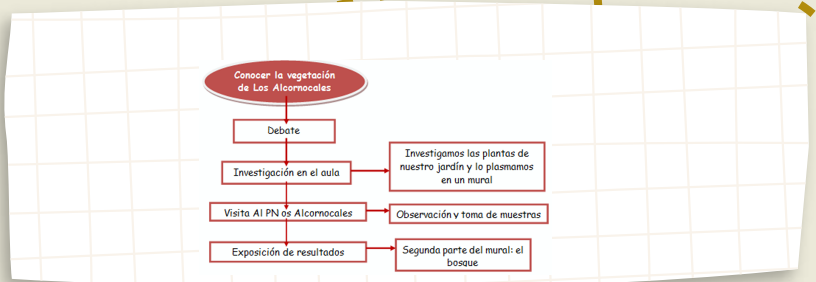 Conocer la vegetación
de Los Alcornocales
Debate
Investigación en el aula
Investigamos las plantas de
nuestro jardín y lo plasmamos
en un mural
Visita Al PN os Alcornocales
Observación y toma de muestras
Exposición de resultados
Segunda parte del mural: el
bosque